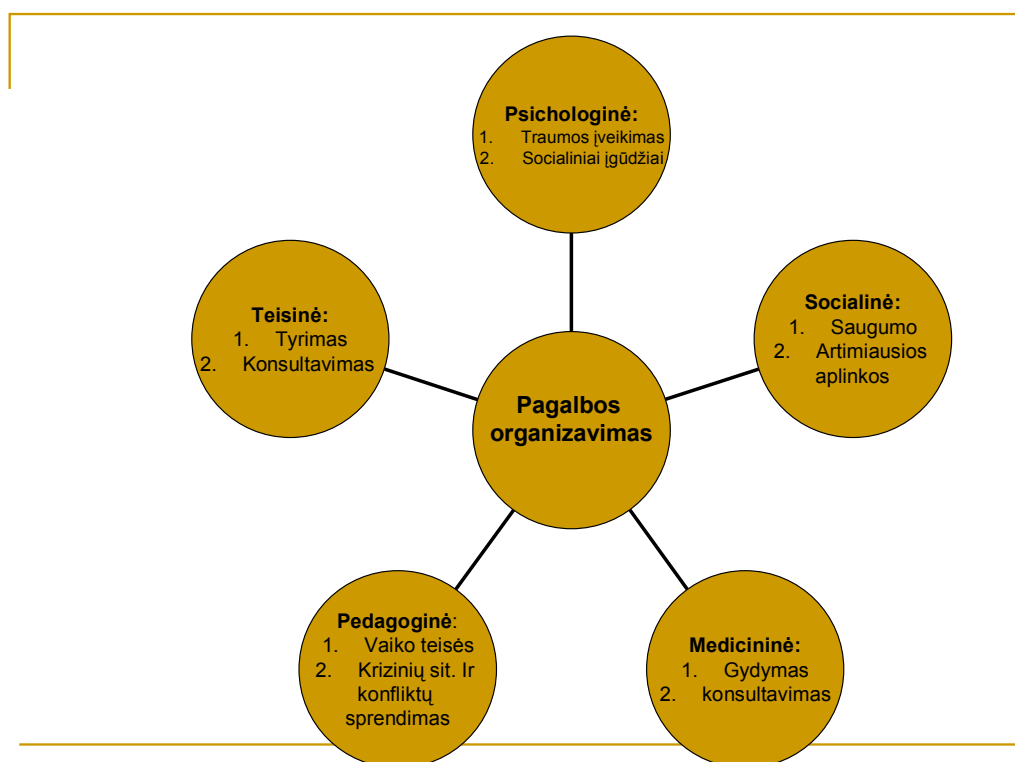 Psichologinė:
1. Traumos įveikimas
2. Socialiniai įgūdžiai
Teisinė:
1. Tyrimas
2. Konsultavimas
Socialinė:
1. Saugumo
2. Artimiausios
aplinkos
Pagalbos
organizavimas
Pedagoginė:
1. Vaiko teisės
2. Krizinių sit. Ir
konfliktų
sprendimas
Medicininė:
1. Gydymas
2. konsultavimas